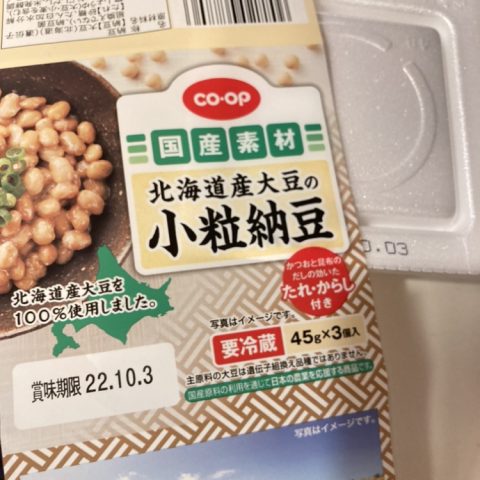 名称 納豆
co・op
国産素材
北海道産大豆の
小粒納豆
かつおと昆布の
だしの効いた
たれ・からし
付き
北海道産大豆を
100%使用しました。
写真はイメージです。
要冷蔵 45g×3個入
主原料の大豆は遺伝子組換え品種ではありません。
国産原料の利用を通じて日本の農業を応援する商品です。
賞味期限 22.10.3
写真はイメージです。
0.03